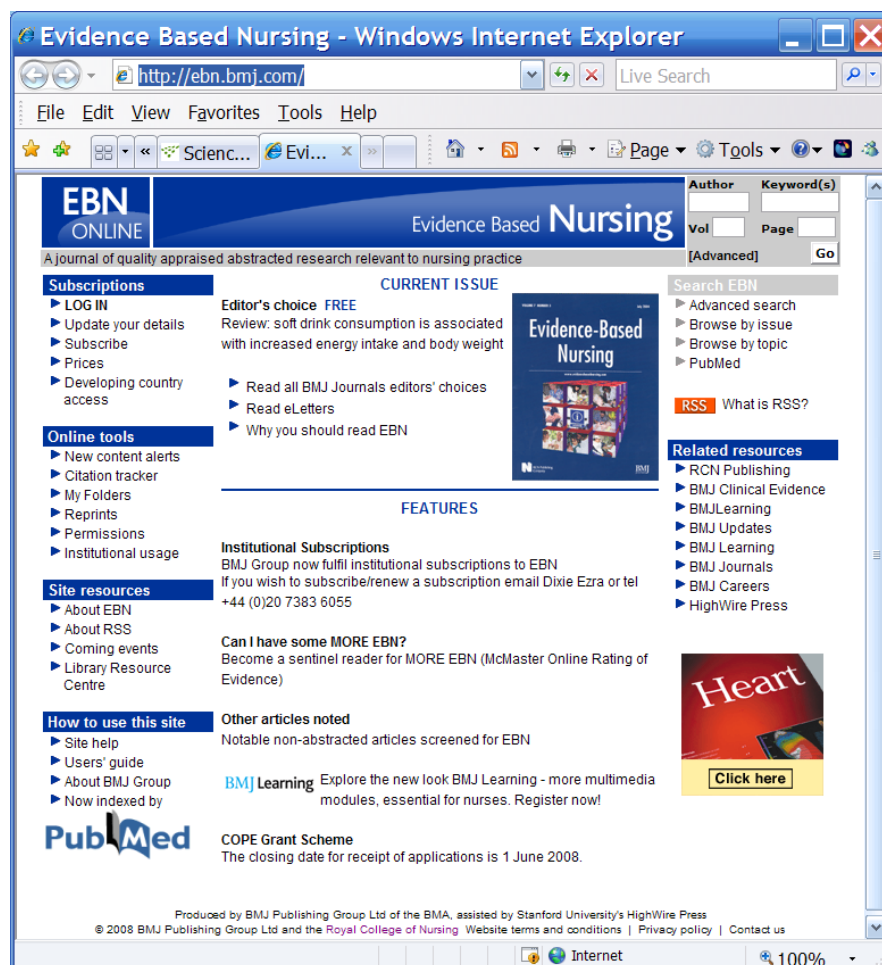 Evidence Based Nursing - Windows Internet Explorer
http://ebn.bmj.com/
Live Search
File Edit View Favorites Tools Help
Scienc...
Evi...
Page
Tools
EBN
ONLINE
Evidence Based Nursing
Author Keyword(s)
Vol Page
[Advanced] Go
A journal of quality appraised abstracted research relevant to nursing practice
Subscriptions
LOG IN
Update your details
Subscribe
Prices
Developing country
access
Online tools
New content alerts
Citation tracker
My Folders
Reprints
Permissions
Institutional usage
Site resources
About EBN
About RSS
Coming events
Library Resource
Centre
How to use this site
Site help
Users' guide
About BMJ Group
Now indexed by
PubMed
CURRENT ISSUE
Editor's choice FREE
Review: soft drink consumption is associated
with increased energy intake and body weight
Read all BMJ Journals editors' choices
Read eLetters
Why you should read EBN
Evidence-Based
Nursing
BMJ
FEATURES
Institutional Subscriptions
BMJ Group now fulfil institutional subscriptions to EBN
If you wish to subscribe/renew a subscription email Dixie Ezra or tel
+44 (0)20 7383 6055
Can I have some MORE EBN?
Become a sentinel reader for MORE EBN (McMaster Online Rating of
Evidence)
Other articles noted
Notable non-abstracted articles screened for EBN
BMJ Learning
Explore the new look BMJ Learning - more multimedia
modules, essential for nurses. Register now!
COPE Grant Scheme
The closing date for receipt of applications is 1 June 2008.
Search EBN
Advanced search
Browse by issue
Browse by topic
PubMed
RSS What is RSS?
Related resources
RCN Publishing
BMJ Clinical Evidence
BMJLearning
BMJ Updates
BMJ Learning
BMJ Journals
BMJ Careers
HighWire Press
Heart
Click here
Produced by BMJ Publishing Group Ltd of the BMA, assisted by Stanford University's HighWire Press
© 2008 BMJ Publishing Group Ltd and the Royal College of Nursing Website terms and conditions | Privacy policy | Contact us
Internet
100%